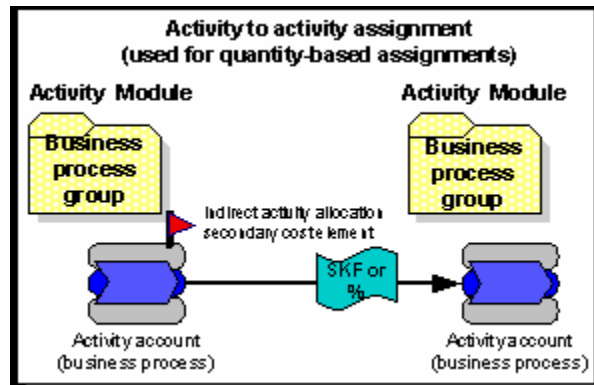 Activity to activity assignment
(used for quantity-based assignments)
Activity Module
Activity Module
Business
process
group
Business
process
group
Indirect activity allocation
secondary cost element
SKF or
%
Activity account
(business process)
Activity account
(business process)